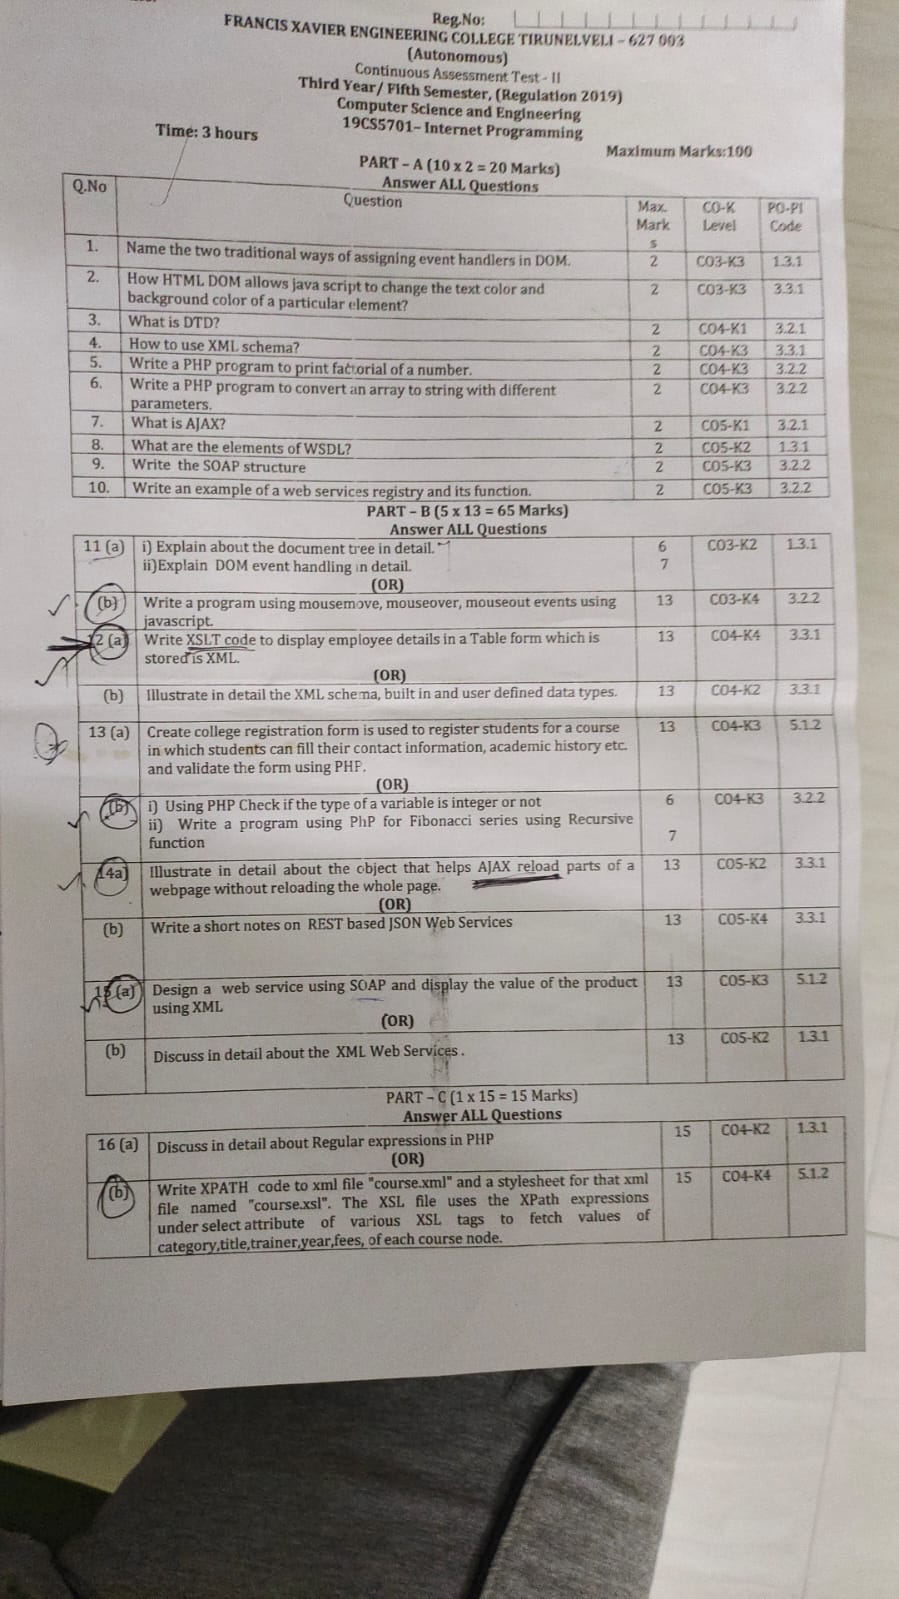 Reg.No:
FRANCIS XAVIER ENGINEERING COLLEGE TIRUNELVELI – 627 003
(Autonomous)
Continuous Assessment Test - II
Third Year/ Fifth Semester, (Regulation 2019)
Computer Science and Engineering
19CS5701– Internet Programming
Time: 3 hours
Maximum Marks:100
PART – A (10 x 2 = 20 Marks)
Answer ALL Questions
Q.No Question Max. Marks CO-K Level PO-PI Code
1. Name the two traditional ways of assigning event handlers in DOM. 2 CO3-K3 1.3.1
2. How HTML DOM allows java script to change the text color and
background color of a particular element? 2 CO3-K3 3.3.1
3. What is DTD? 2 CO4-K1 3.2.1
4. How to use XML schema? 2 CO4-K3 3.3.1
5. Write a PHP program to print factorial of a number. 2 CO4-K3 3.2.2
6. Write a PHP program to convert an array to string with different
parameters. 2 CO4-K3 3.2.2
7. What is AJAX? 2 CO5-K1 3.2.1
8. What are the elements of WSDL? 2 CO5-K2 1.3.1
9. Write the SOAP structure 2 CO5-K3 3.2.2
10. Write an example of a web services registry and its function. 2 CO5-K3 3.2.2
PART – B (5 x 13 = 65 Marks)
Answer ALL Questions
11 (a) i) Explain about the document tree in detail. 6 CO3-K2 1.3.1
ii)Explain DOM event handling in detail. 7
(OR)
(b) Write a program using mousemove, mouseover, mouseout events using 13 CO3-K4 3.2.2
javascript.
12 (a) Write XSLT code to display employee details in a Table form which is 13 CO4-K4 3.3.1
stored is XML.
(OR)
(b) Illustrate in detail the XML schema, built in and user defined data types. 13 CO4-K2 3.3.1
13 (a) Create college registration form is used to register students for a course 13 CO4-K3 5.1.2
in which students can fill their contact information, academic history etc.
and validate the form using PHP.
(OR)
(b) i) Using PHP Check if the type of a variable is integer or not 6 CO4-K3 3.2.2
ii) Write a program using PhP for Fibonacci series using Recursive
function 7
14a) Illustrate in detail about the object that helps AJAX reload parts of a 13 CO5-K2 3.3.1
webpage without reloading the whole page.
(OR)
(b) Write a short notes on REST based JSON Web Services 13 CO5-K4 3.3.1
15 (a) Design a web service using SOAP and display the value of the product 13 CO5-K3 5.1.2
using XML
(OR)
(b) Discuss in detail about the XML Web Services. 13 CO5-K2 1.3.1
PART – C (1 x 15 = 15 Marks)
Answer ALL Questions
16 (a) Discuss in detail about Regular expressions in PHP 15 CO4-K2 1.3.1
(OR)
(b) Write XPATH code to xml file "course.xml" and a stylesheet for that xml 15 CO4-K4 5.1.2
file named "course.xsl". The XSL file uses the XPath expressions
under select attribute of various XSL tags to fetch values of
category,title,trainer,year,fees, of each course node.